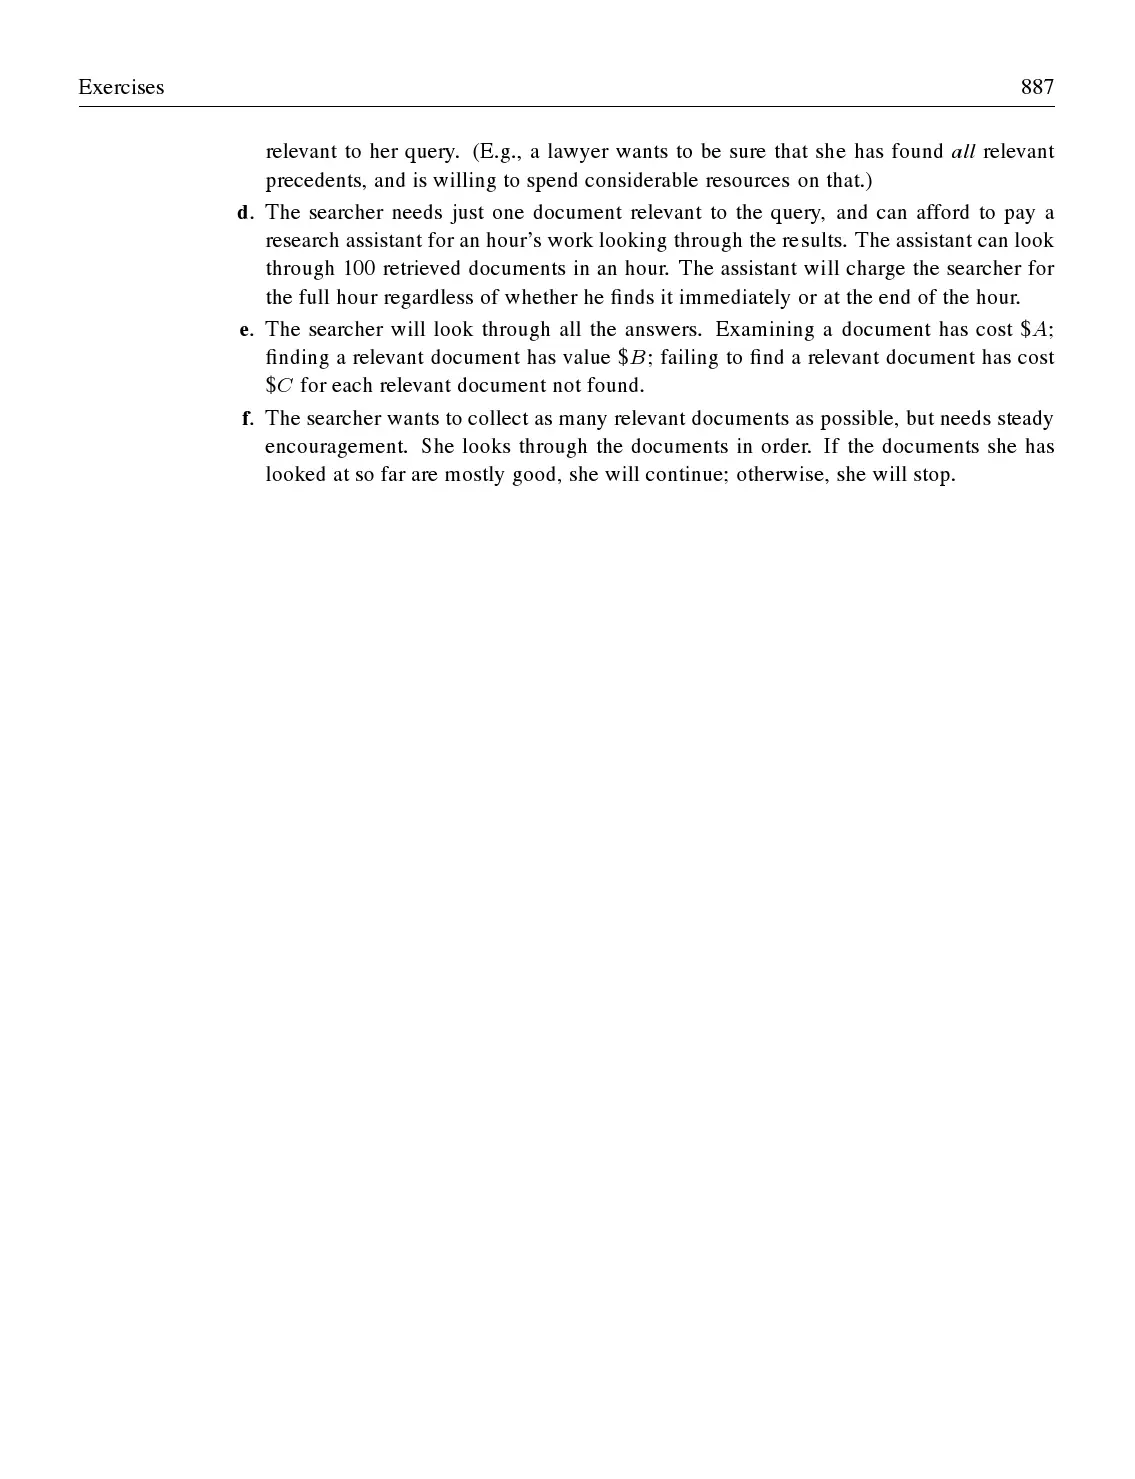 Exercises 887
relevant to her query. (E.g., a lawyer wants to be sure that she has found all relevant
precedents, and is willing to spend considerable resources on that.)
d. The searcher needs just one document relevant to the query, and can afford to pay a
research assistant for an hour's work looking through the results. The assistant can look
through 100 retrieved documents in an hour. The assistant will charge the searcher for
the full hour regardless of whether he finds it immediately or at the end of the hour.
e. The searcher will look through all the answers. Examining a document has cost $A;
finding a relevant document has value $B; failing to find a relevant document has cost
$C for each relevant document not found.
f. The searcher wants to collect as many relevant documents as possible, but needs steady
encouragement. She looks through the documents in order. If the documents she has
looked at so far are mostly good, she will continue; otherwise, she will stop.